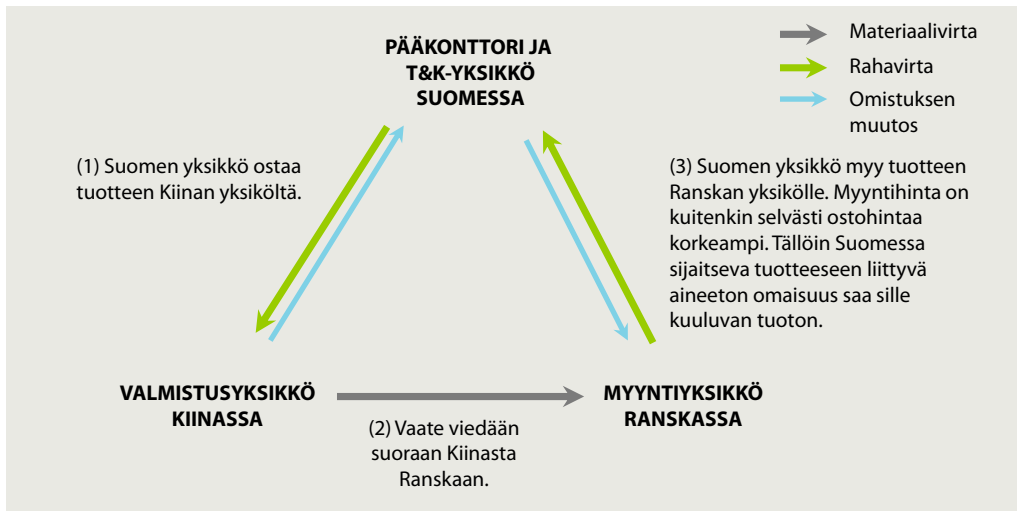 PÄÄKONTTORI JA
T&K-YKSIKKÖ
SUOMESSA
Materiaalivirta
Rahavirta
Omistuksen
muutos
(1) Suomen yksikkö ostaa
tuotteen Kiinan yksiköltä.
(3) Suomen yksikkö myy tuotteen
Ranskan yksikölle. Myyntihinta on
kuitenkin selvästi ostohintaa
korkeampi. Tällöin Suomessa
sijaitseva tuotteeseen liittyvä
aineeton omaisuus saa sille
kuuluvan tuoton.
VALMISTUSYKSIKKÖ
KIINASSA
MYYNTIYKSIKKÖ
RANSKASSA
(2) Vaate viedään
suoraan Kiinasta
Ranskaan.